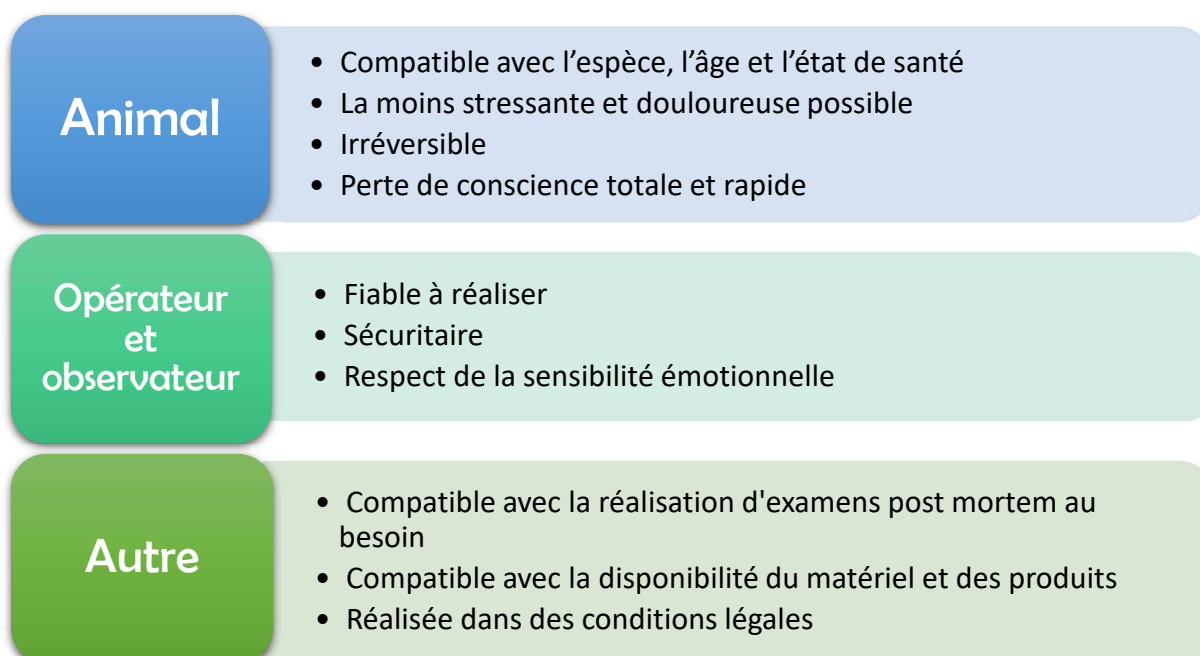 Animal
• Compatible avec l’espèce, l’âge et l’état de santé
• La moins stressante et douloureuse possible
• Irréversible
• Perte de conscience totale et rapide
Opérateur
et
observateur
• Fiable à réaliser
• Sécuritaire
• Respect de la sensibilité émotionnelle
Autre
• Compatible avec la réalisation d'examens post mortem au
besoin
• Compatible avec la disponibilité du matériel et des produits
• Réalisée dans des conditions légales